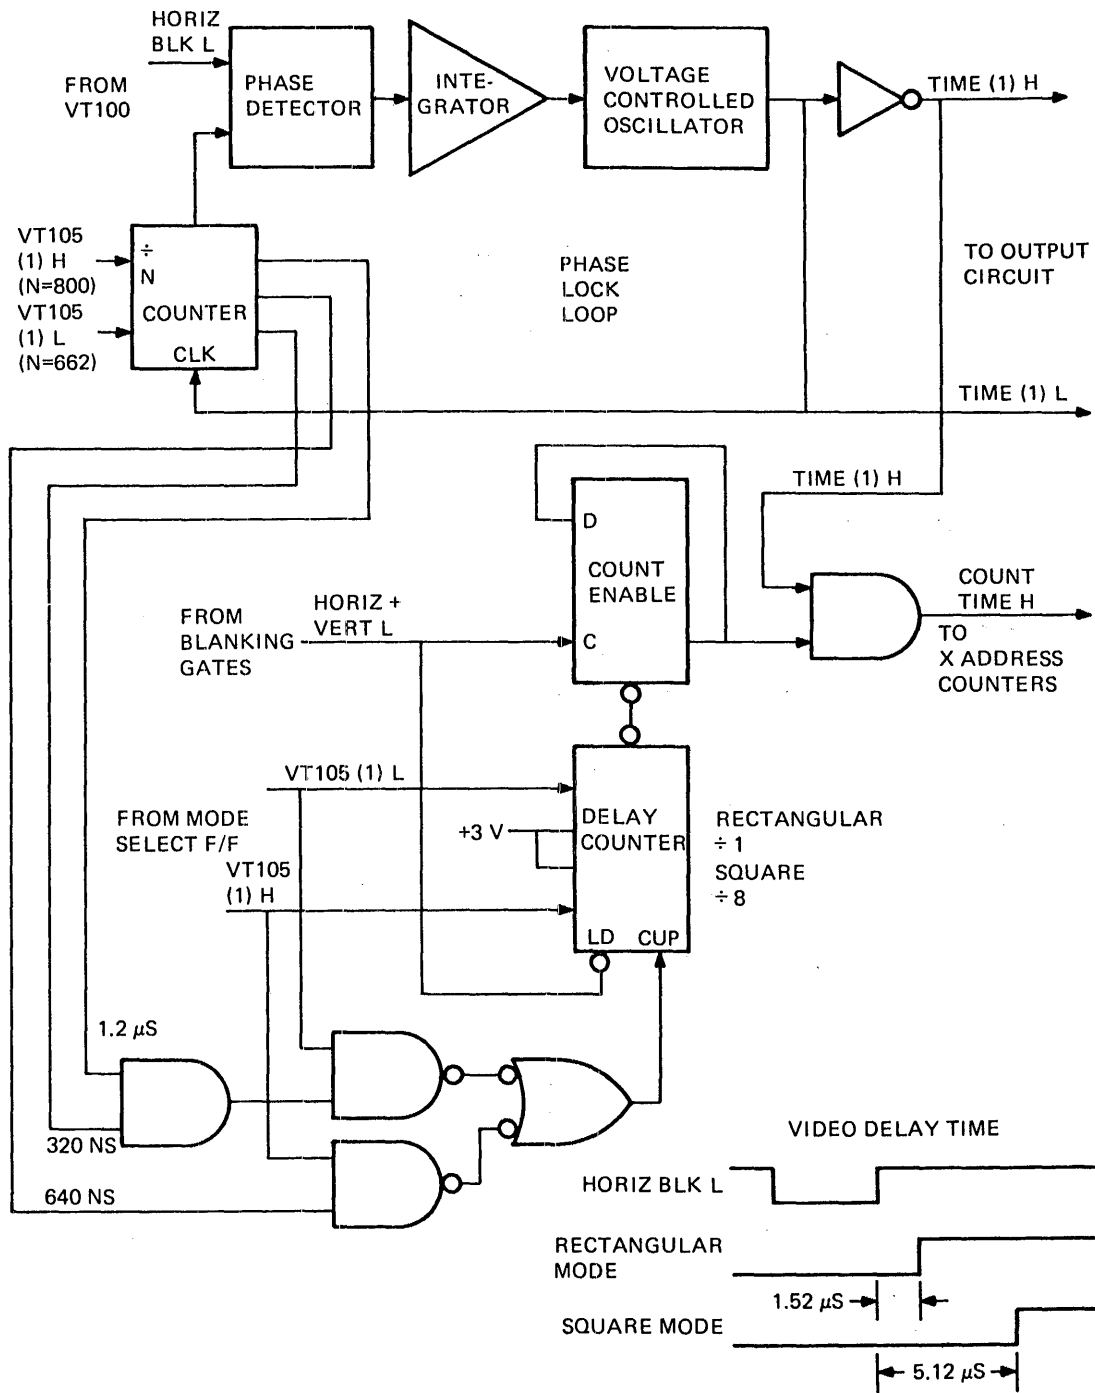 HORIZ
BLK L
FROM
VT100
PHASE
DETECTOR
INTE-
GRATOR
VOLTAGE
CONTROLLED
OSCILLATOR
TIME (1) H
VT105
(1) H
(N=800)
VT105
(1) L
(N=662)
÷
N
COUNTER
CLK
PHASE
LOCK
LOOP
TO OUTPUT
CIRCUIT
TIME (1) L
TIME (1) H
D
COUNT
ENABLE
C
FROM
BLANKING
GATES
HORIZ +
VERT L
COUNT
TIME H
TO
X ADDRESS
COUNTERS
VT105 (1) L
FROM MODE
SELECT F/F
VT105
(1) H
+3 V
DELAY
COUNTER
LD CUP
RECTANGULAR
÷ 1
SQUARE
÷ 8
1.2 µS
320 NS
640 NS
VIDEO DELAY TIME
HORIZ BLK L
RECTANGULAR
MODE
1.52 µS
SQUARE MODE
5.12 µS